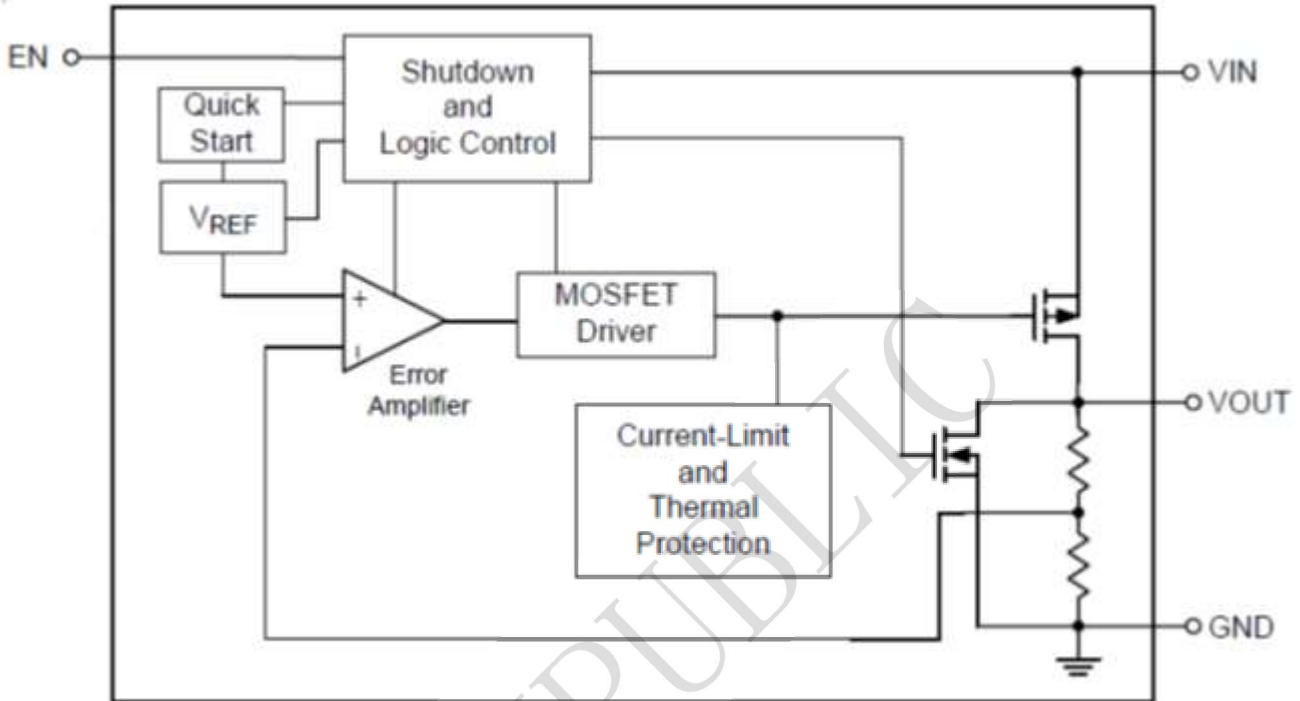 EN
Shutdown
and
Logic Control
VIN
Quick
Start
VREF
+
MOSFET
Driver
Error
Amplifier
Current-Limit
and
Thermal
Protection
VOUT
GND
PUBLIC